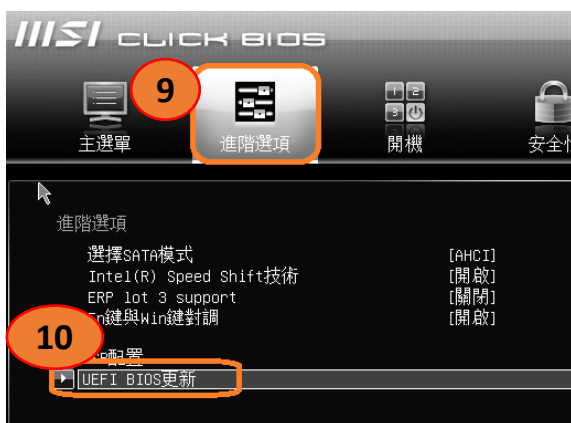 msi CLICK BIOS
9
主選單
進階選項
開機
安全
進階選項
選擇SATA模式 [AHCI]
Intel(R) Speed Shift技術 [開啟]
ERP lot 3 support [關閉]
鍵與Win鍵對調 [開啟]
10
配置
UEFI BIOS更新